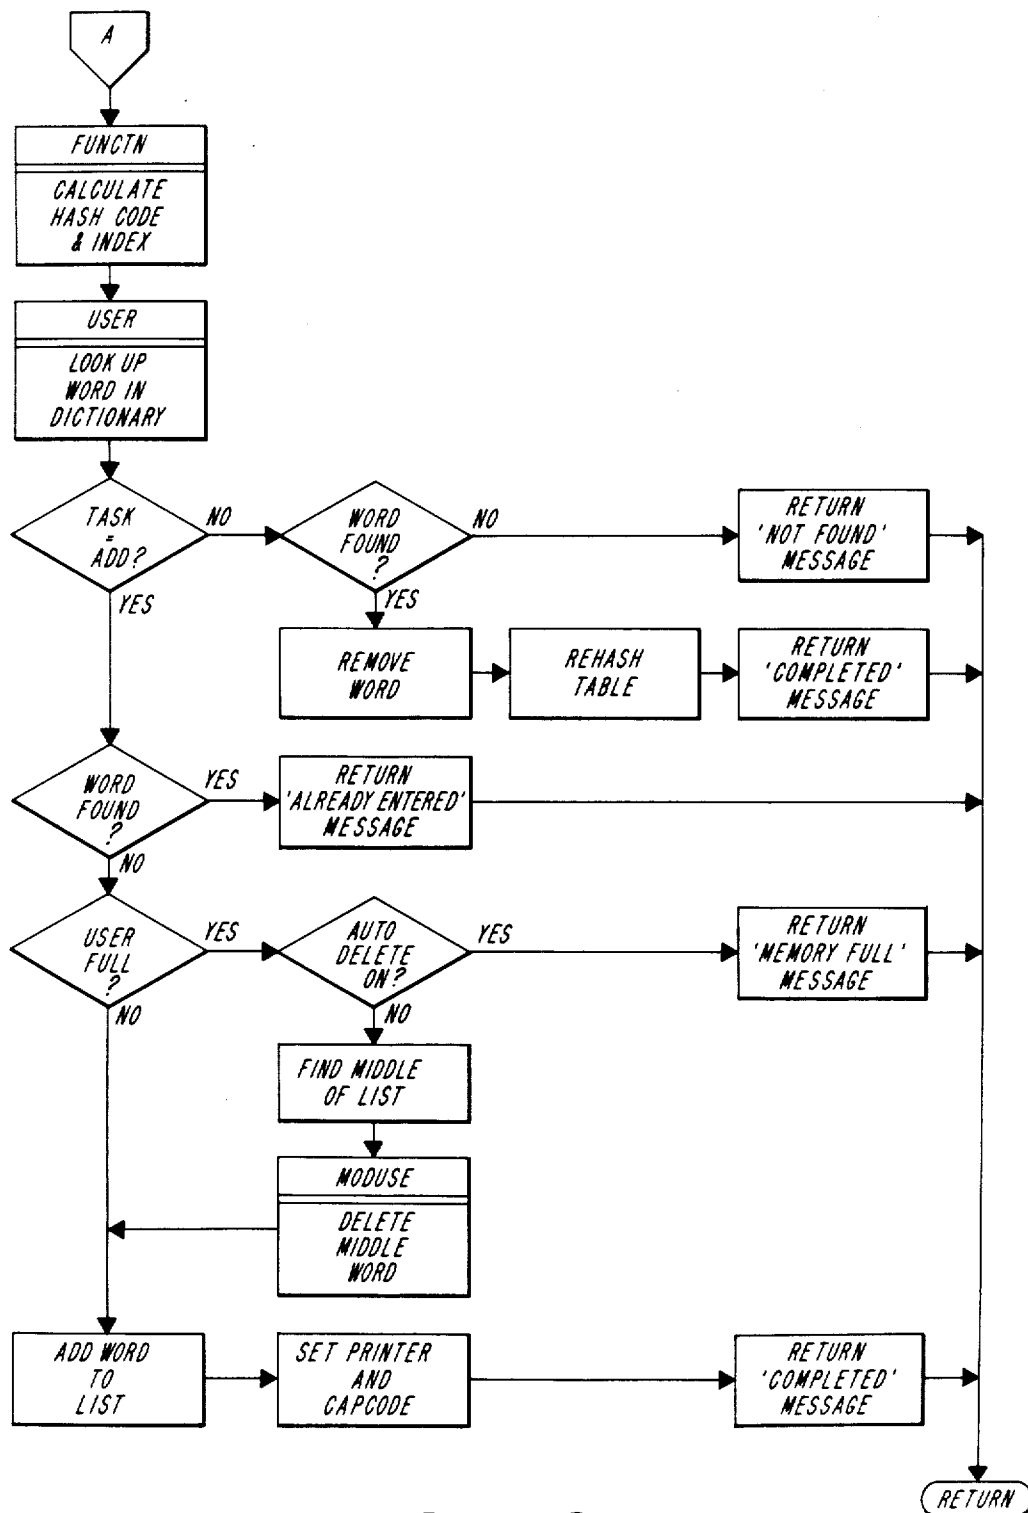 A
FUNCTN
CALCULATE
HASH CODE
& INDEX
USER
LOOK UP
WORD IN
DICTIONARY
TASK
=
ADD?
NO
YES
WORD
FOUND
?
NO
YES
RETURN
'NOT FOUND'
MESSAGE
REMOVE
WORD
REHASH
TABLE
RETURN
'COMPLETED'
MESSAGE
WORD
FOUND
?
YES
NO
RETURN
'ALREADY ENTERED'
MESSAGE
USER
FULL
?
YES
NO
AUTO
DELETE
ON?
YES
NO
RETURN
'MEMORY FULL'
MESSAGE
FIND MIDDLE
OF LIST
MODUSE
DELETE
MIDDLE
WORD
ADD WORD
TO
LIST
SET PRINTER
AND
CAPCODE
RETURN
'COMPLETED'
MESSAGE
RETURN